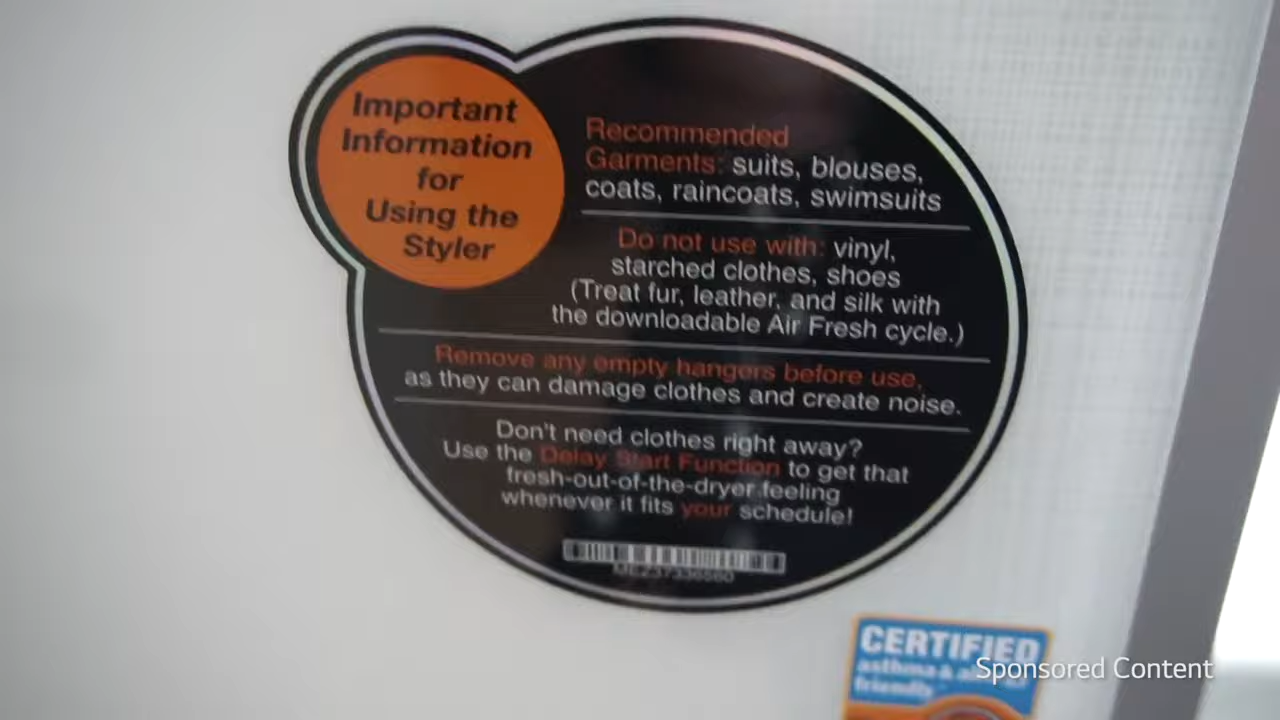 Important
Information
for
Using the
Styler
Recommended
Garments: suits, blouses,
coats, raincoats, swimsuits
Do not use with: vinyl,
starched clothes, shoes
(Treat fur, leather, and silk with
the downloadable Air Fresh cycle.)
Remove any empty hangers before use,
as they can damage clothes and create noise.
Don't need clothes right away?
Use the Delay Start Function to get that
fresh-out-of-the-dryer feeling
whenever it fits your schedule!
CERTIFIED
asthma &
friendly
Sponsored Content